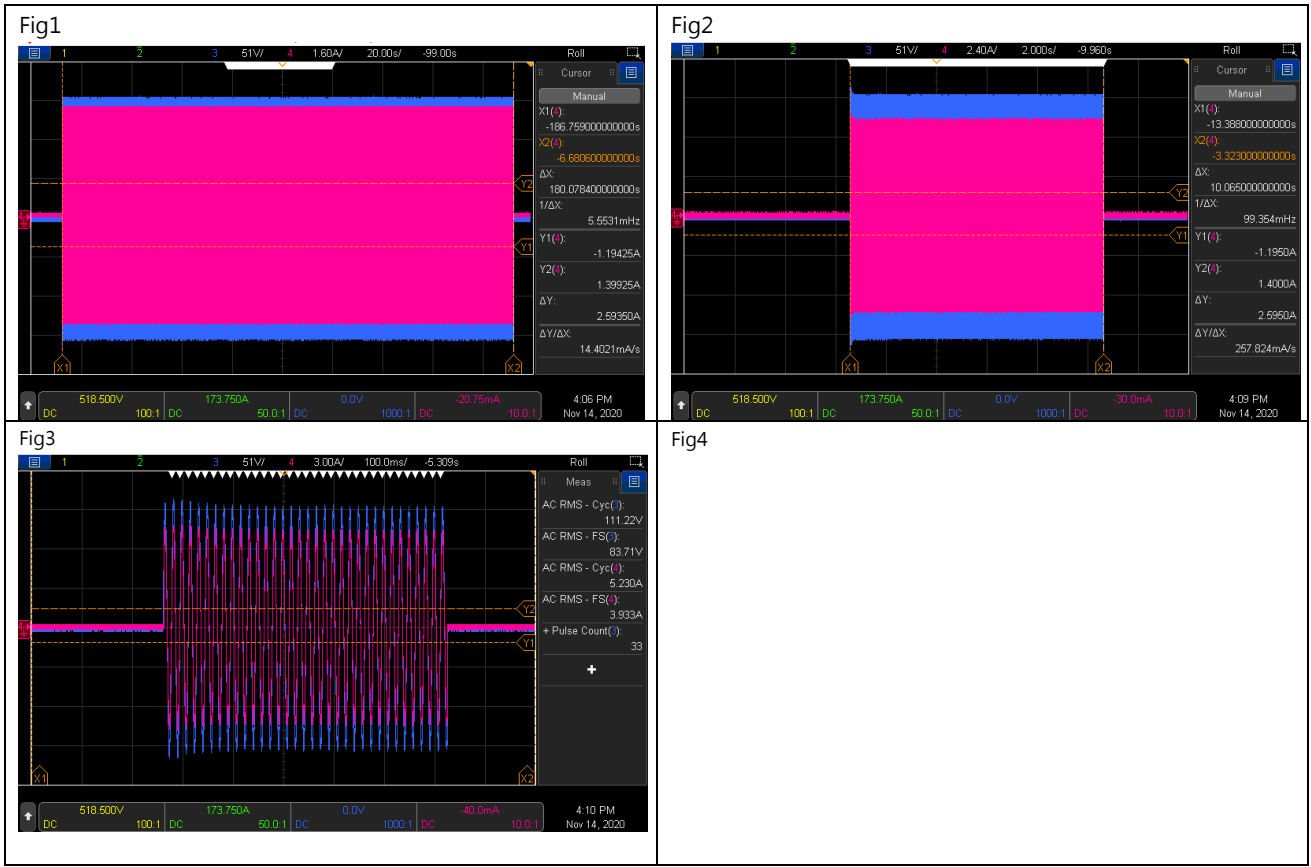 Fig1
1 2 3 51V/ 4 1.60A/ 20.00s/ -99.00s Roll
Cursor
Manual
X1(4):
-186.759000000000s
X2(4):
-6.680600000000s
ΔX:
180.078400000000s
1/ΔX:
5.5531mHz
Y1(4):
-1.19425A
Y2(4):
1.39925A
ΔY:
2.59350A
ΔY/ΔX:
14.4021mA/s
4
Y2
Y1
X1 X2
518.500V 173.750A 0.0V -20.75mA 4:06 PM
DC 100:1 DC 50.0:1 DC 1000:1 DC 10.0:1 Nov 14, 2020
Fig2
1 2 3 51V/ 4 2.40A/ 2.000s/ -9.960s Roll
Cursor
Manual
X1(4):
-13.388000000000s
X2(4):
-3.323000000000s
ΔX:
10.065000000000s
1/ΔX:
99.354mHz
Y1(4):
-1.1950A
Y2(4):
1.4000A
ΔY:
2.5950A
ΔY/ΔX:
257.824mA/s
4
Y2
Y1
X1 X2
518.500V 173.750A 0.0V -30.0mA 4:09 PM
DC 100:1 DC 50.0:1 DC 1000:1 DC 10.0:1 Nov 14, 2020
Fig3
1 2 3 51V/ 4 3.00A/ 100.0ms/ -5.309s Roll
Meas
AC RMS - Cyc(3):
111.22V
AC RMS - FS(3):
83.71V
AC RMS - Cyc(4):
5.230A
AC RMS - FS(4):
3.933A
+ Pulse Count(3):
33
4
Y2
Y1
X1 X2
518.500V 173.750A 0.0V -40.0mA 4:10 PM
DC 100:1 DC 50.0:1 DC 1000:1 DC 10.0:1 Nov 14, 2020
Fig4